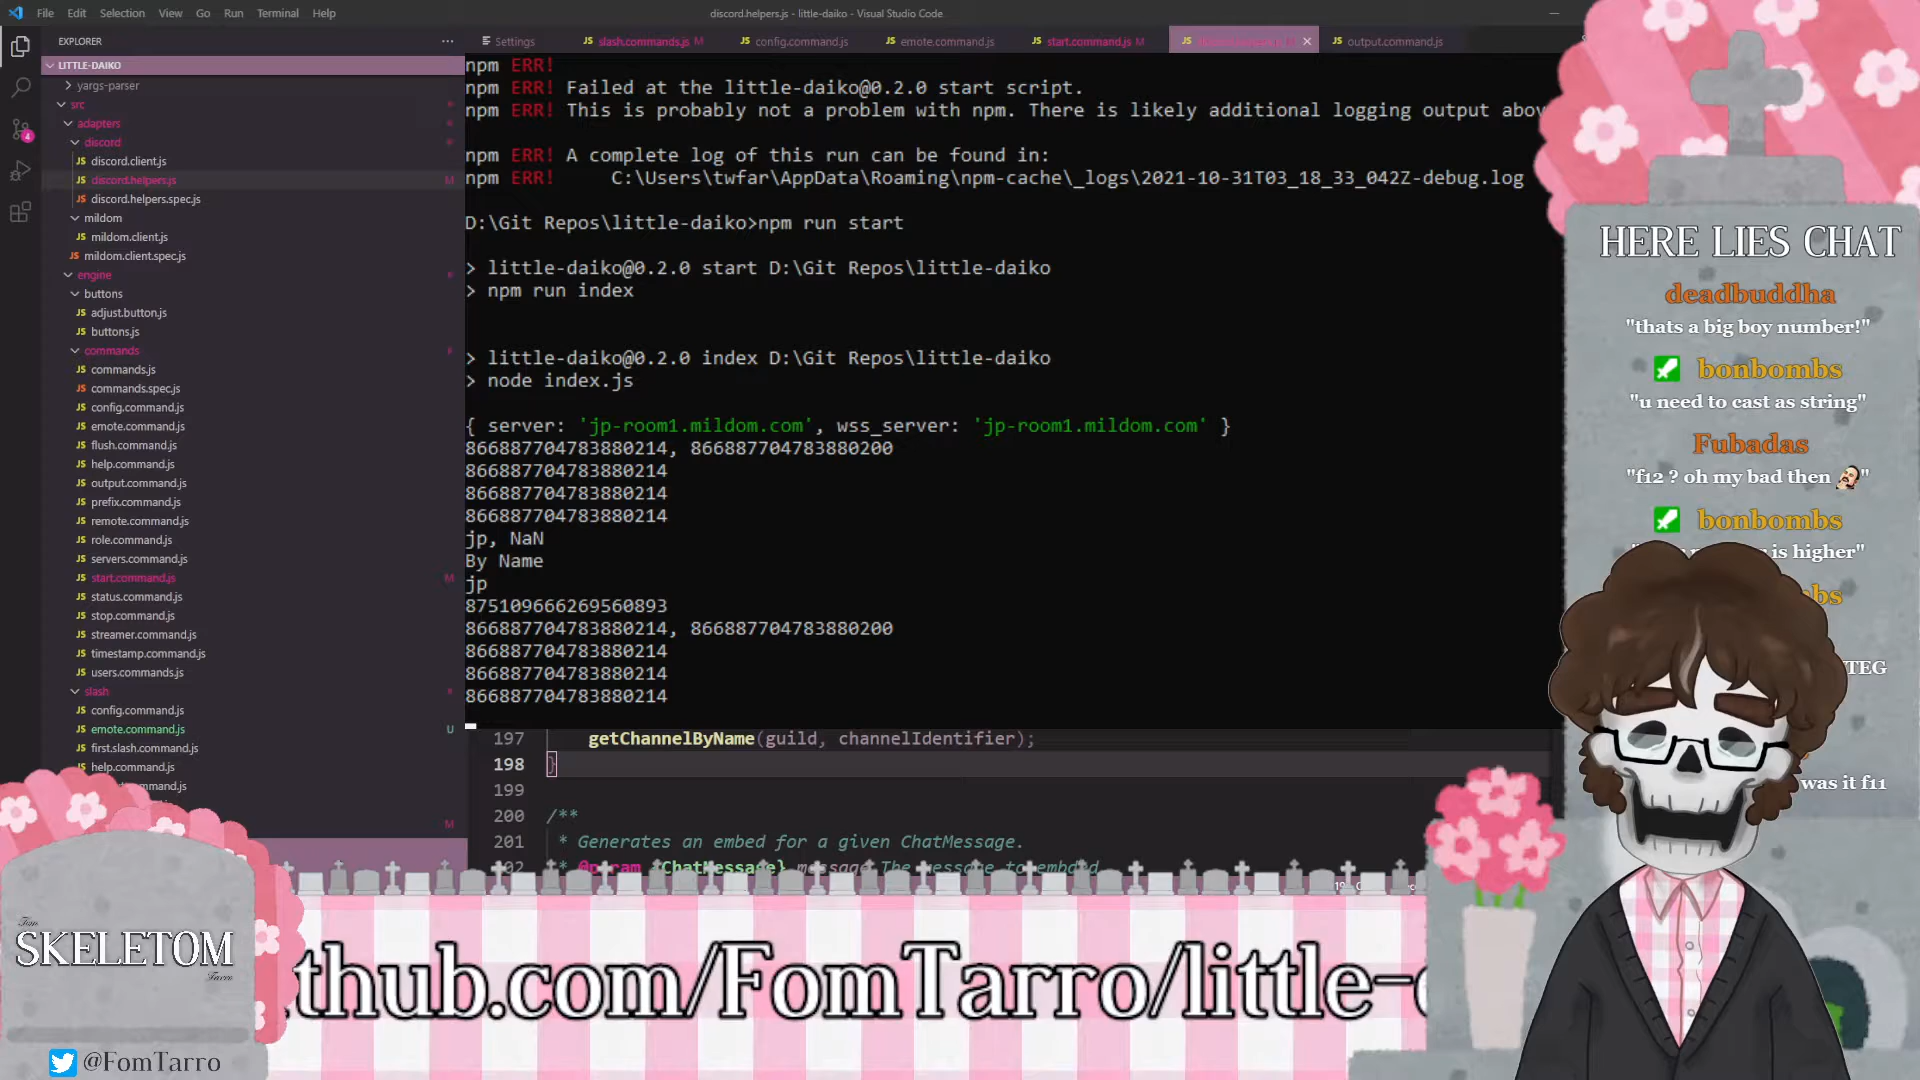 File Edit Selection View Go Run Terminal Help
discord.helpers.js - little-daiko - Visual Studio Code
EXPLORER
Settings
slash.commands.js M
config.command.js
emote.command.js
start.command.js M
output.command.js
LITTLE-DAIKO
yargs-parser
src
adapters
discord
discord.client.js
discord.helpers.js M
discord.helpers.spec.js
mildom
mildom.client.js
mildom.client.spec.js
engine
buttons
adjust.button.js
buttons.js
commands
commands.js
commands.spec.js
config.command.js
emote.command.js
flush.command.js
help.command.js
output.command.js
prefix.command.js
remote.command.js
role.command.js
servers.command.js
start.command.js M
status.command.js
stop.command.js
streamer.command.js
timestamp.command.js
users.command.js
slash
config.command.js
emote.command.js U
first.slash.command.js
help.command.js
mmand.js
M
4
npm ERR!
npm ERR! Failed at the little-daiko@0.2.0 start script.
npm ERR! This is probably not a problem with npm. There is likely additional logging output
npm ERR! A complete log of this run can be found in:
npm ERR! C:\Users\twfar\AppData\Roaming\npm-cache\_logs\2021-10-31T03_18_33_042Z-debug.log
D:\Git Repos\little-daiko>npm run start
> little-daiko@0.2.0 start D:\Git Repos\little-daiko
> npm run index
> little-daiko@0.2.0 index D:\Git Repos\little-daiko
> node index.js
{ server: 'jp-room1.mildom.com', wss_server: 'jp-room1.mildom.com' }
866887704783880214, 866887704783880200
866887704783880214
866887704783880214
866887704783880214
jp, NaN
By Name
jp
875109666269560893
866887704783880214, 866887704783880200
866887704783880214
866887704783880214
866887704783880214
197 getChannelByName(guild, channelIdentifier);
198 }
199
200 /**
201 * Generates an embed for a given ChatMessage.
HERE LIES CHAT
deadbuddha
"thats a big boy number!"
bonbombs
"u need to cast as string"
Fubadas
"f12 ? oh my bad then"
bonbombs
is higher"
TEG
was it f11
Tom
SKELETOM
Tarro
@FomTarro
thub.com/FomTarro/little-